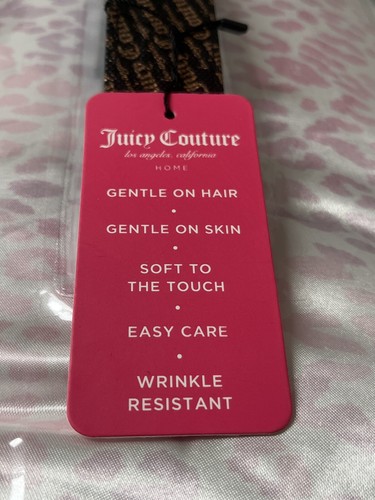 Juicy Couture
los angeles, california
HOME
GENTLE ON HAIR
•
GENTLE ON SKIN
•
SOFT TO
THE TOUCH
•
EASY CARE
•
WRINKLE
RESISTANT